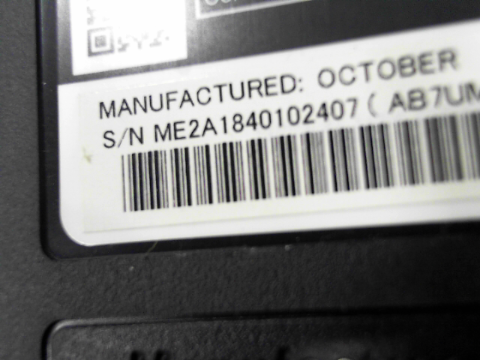 MANUFACTURED: OCTOBER
S/N ME2A1840102407 ( AB7UM